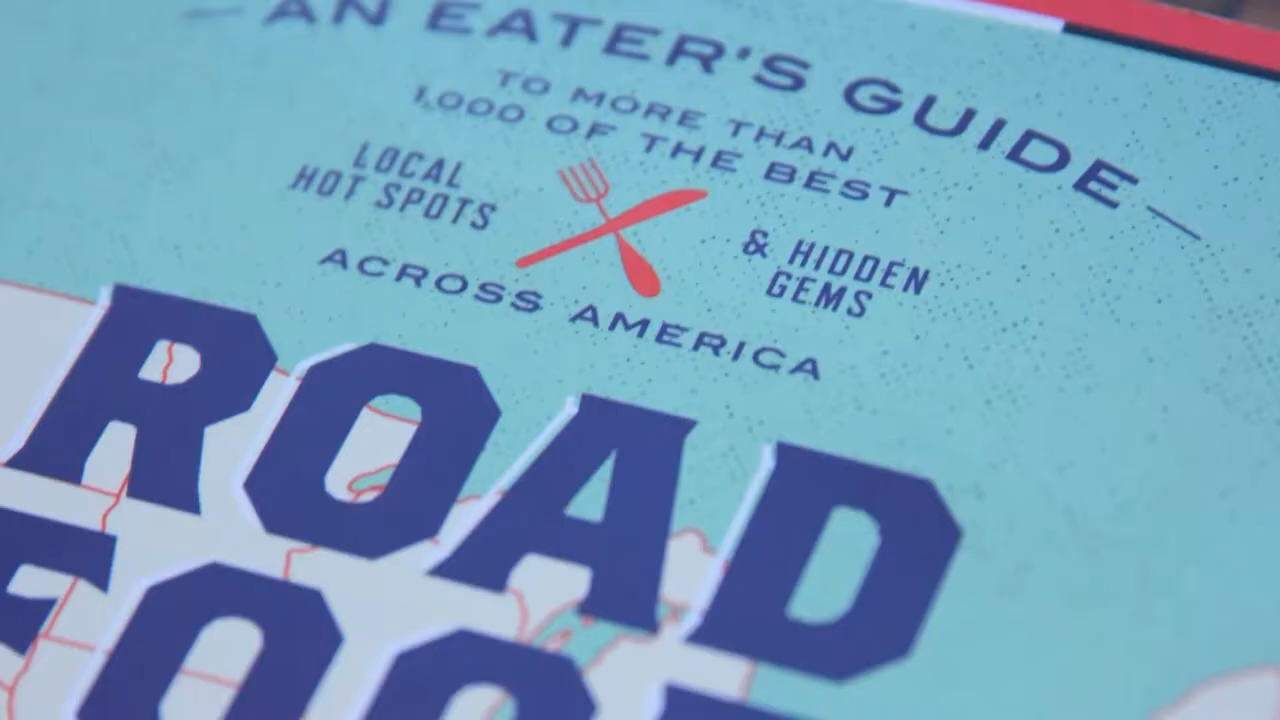 AN EATER'S GUIDE
TO MORE THAN
1,000 OF THE BEST
LOCAL
HOT SPOTS
& HIDDEN
GEMS
ACROSS AMERICA
ROAD
FOOD